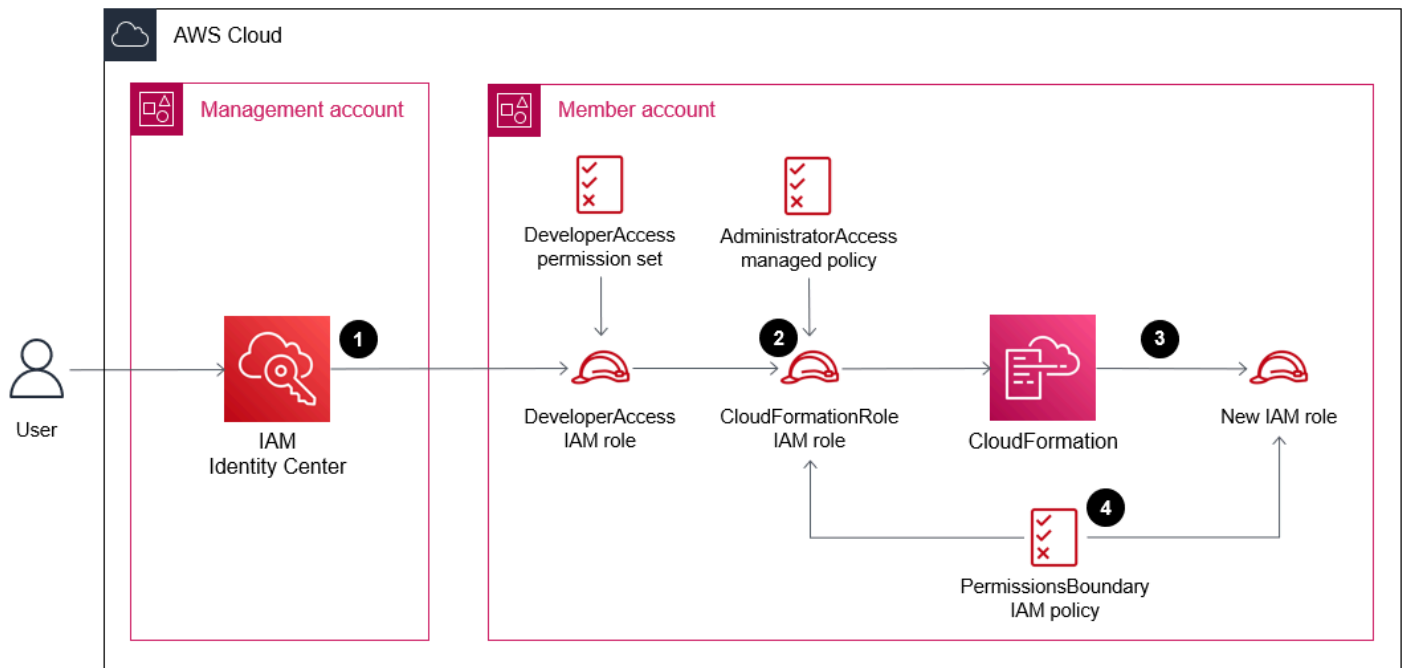 AWS Cloud
Management account
Member account
DeveloperAccess
permission set
AdministratorAccess
managed policy
1
2
3
User
IAM
Identity Center
DeveloperAccess
IAM role
CloudFormationRole
IAM role
CloudFormation
New IAM role
4
PermissionsBoundary
IAM policy